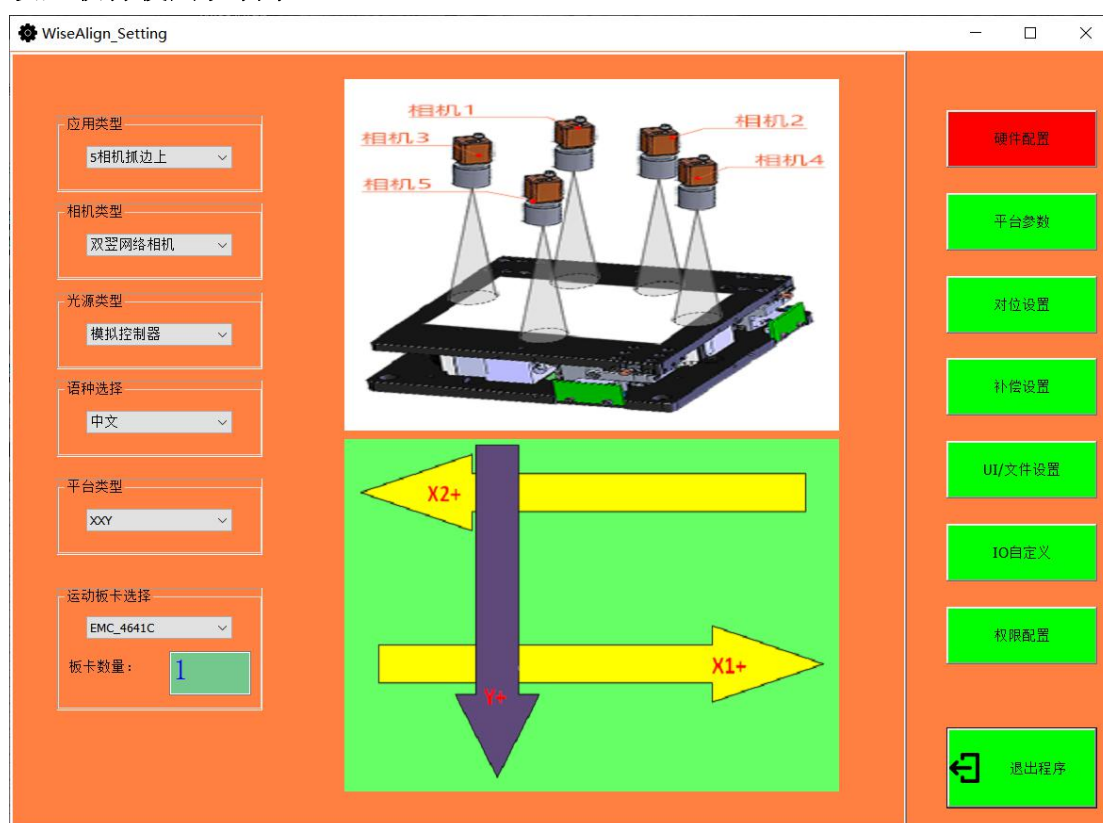 WiseAlign_Setting
应用类型
5相机抓边上
相机类型
双翌网络相机
光源类型
模拟控制器
语种选择
中文
平台类型
XXY
运动板卡选择
EMC_4641C
板卡数量：
1
相机1
相机2
相机3
相机4
相机5
X2+
X1+
Y+
硬件配置
平台参数
对位设置
补偿设置
UI/文件设置
IO自定义
权限配置
退出程序